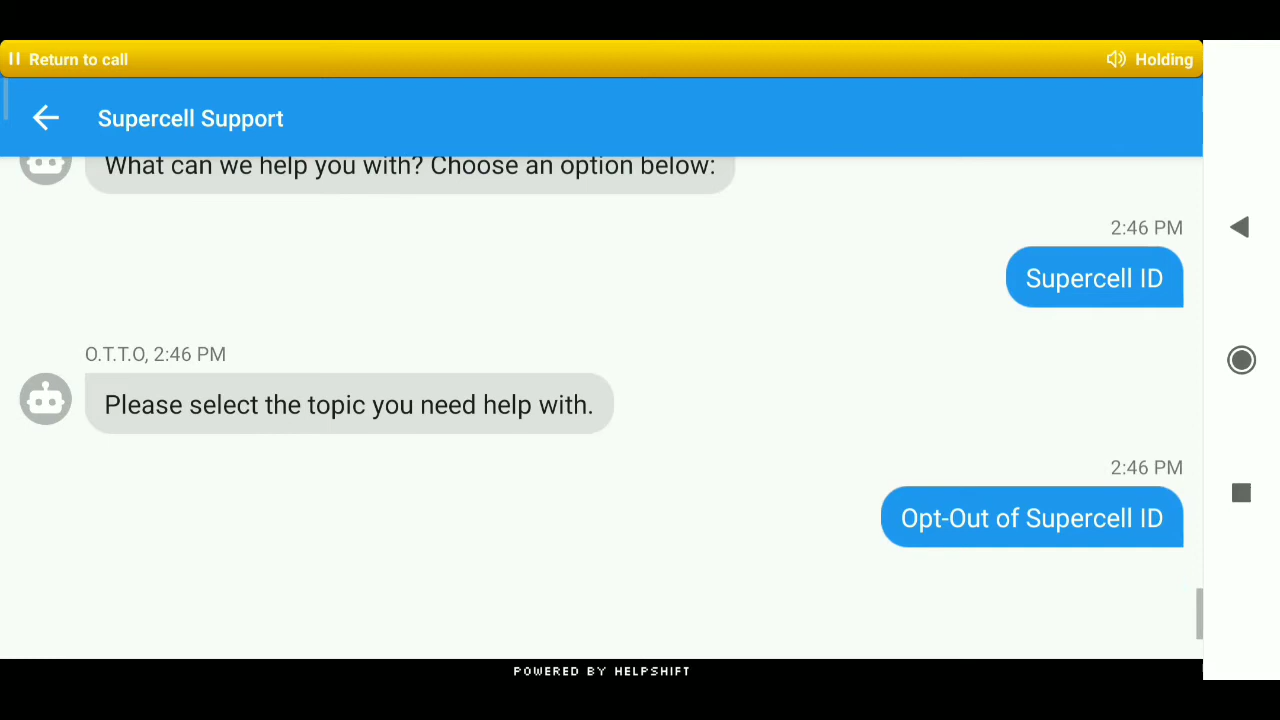 Return to call
Holding
Supercell Support
What can we help you with? Choose an option below:
2:46 PM
Supercell ID
O.T.T.O, 2:46 PM
Please select the topic you need help with.
2:46 PM
Opt-Out of Supercell ID
POWERED BY HELPSHIFT